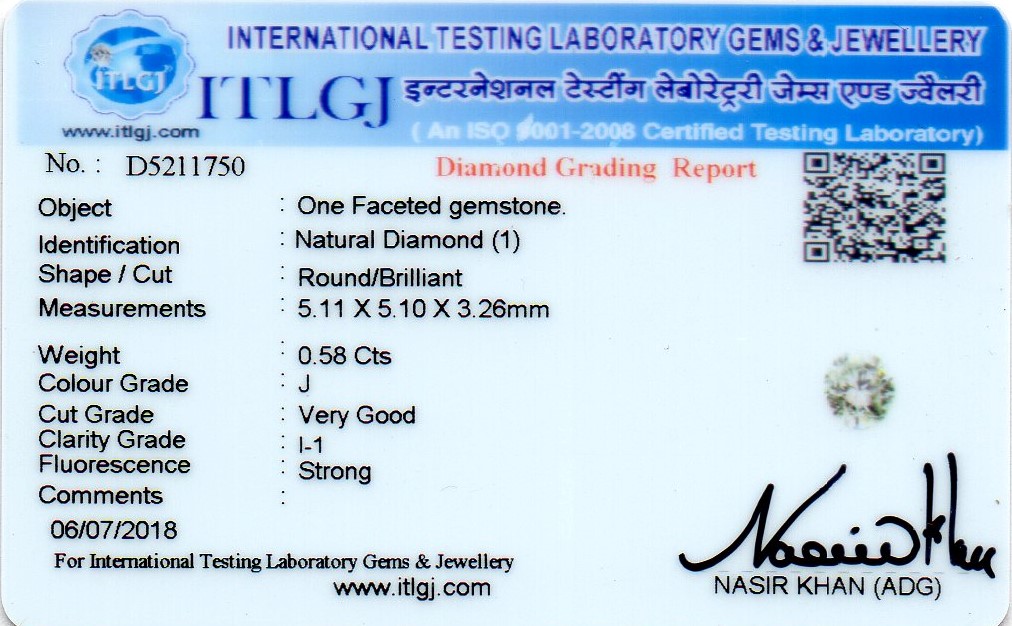 INTERNATIONAL TESTING LABORATORY GEMS & JEWELLERY
ITLGJ
ITLGJ इन्टरनेशनल टेस्टींग लेबोरेट्ररी जेम्स एण्ड ज्वैलरी
www.itlgj.com
( An ISO 9001-2008 Certified Testing Laboratory)
No. : D5211750
Diamond Grading Report
Object : One Faceted gemstone.
Identification : Natural Diamond (1)
Shape / Cut : Round/Brilliant
Measurements : 5.11 X 5.10 X 3.26mm
Weight : 0.58 Cts
Colour Grade : J
Cut Grade : Very Good
Clarity Grade : I-1
Fluorescence : Strong
Comments :
06/07/2018
For International Testing Laboratory Gems & Jewellery
www.itlgj.com
Nasir Khan
NASIR KHAN (ADG)